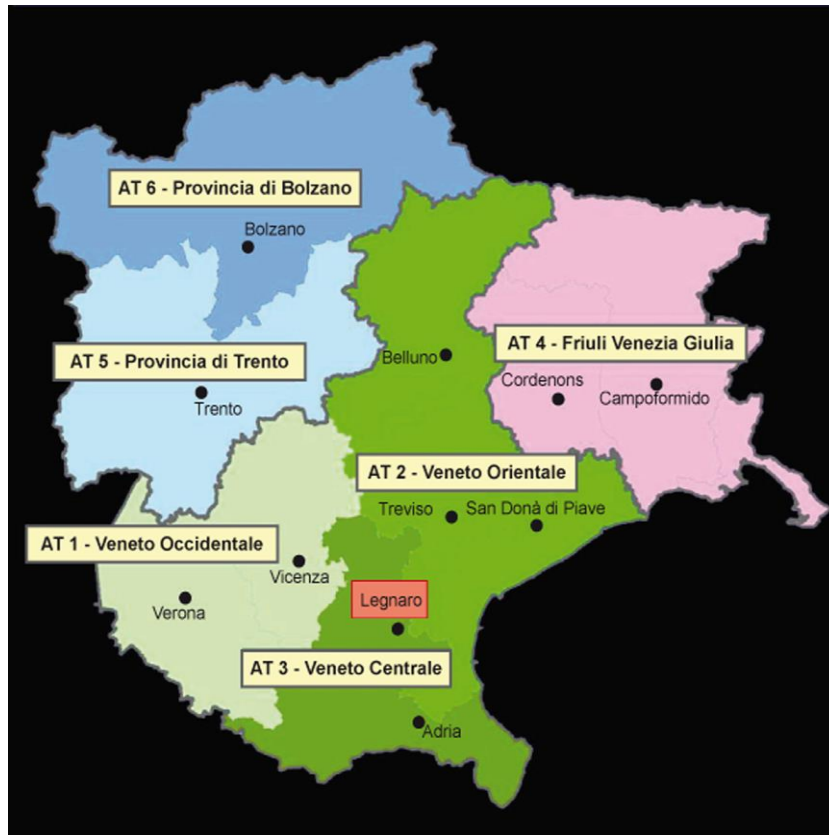 AT 6 - Provincia di Bolzano
Bolzano
AT 4 - Friuli Venezia Giulia
AT 5 - Provincia di Trento
Belluno
Cordenons
Campoformido
Trento
AT 2 - Veneto Orientale
Treviso
San Donà di Piave
AT 1 - Veneto Occidentale
Vicenza
Verona
Legnaro
AT 3 - Veneto Centrale
Adria